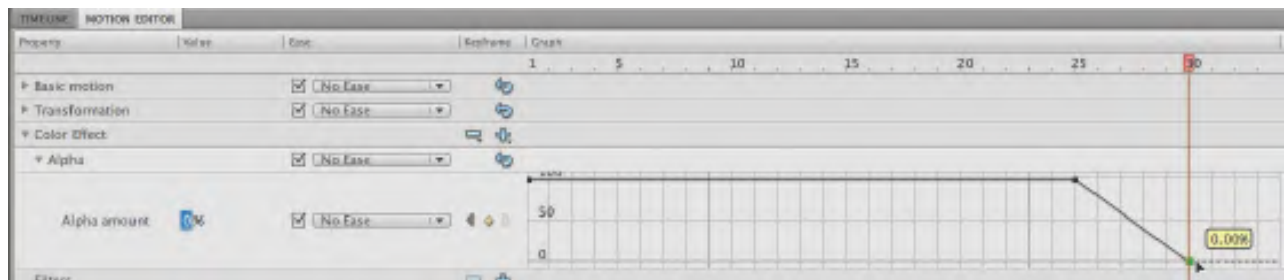 TIMELINE MOTION EDITOR
Property Value Ease Keyframe Graph
1 5 10 15 20 25 30
Basic motion No Ease
Transformation No Ease
Color Effect
Alpha No Ease
100
Alpha amount 0% No Ease 50
0.00%
0
Filters